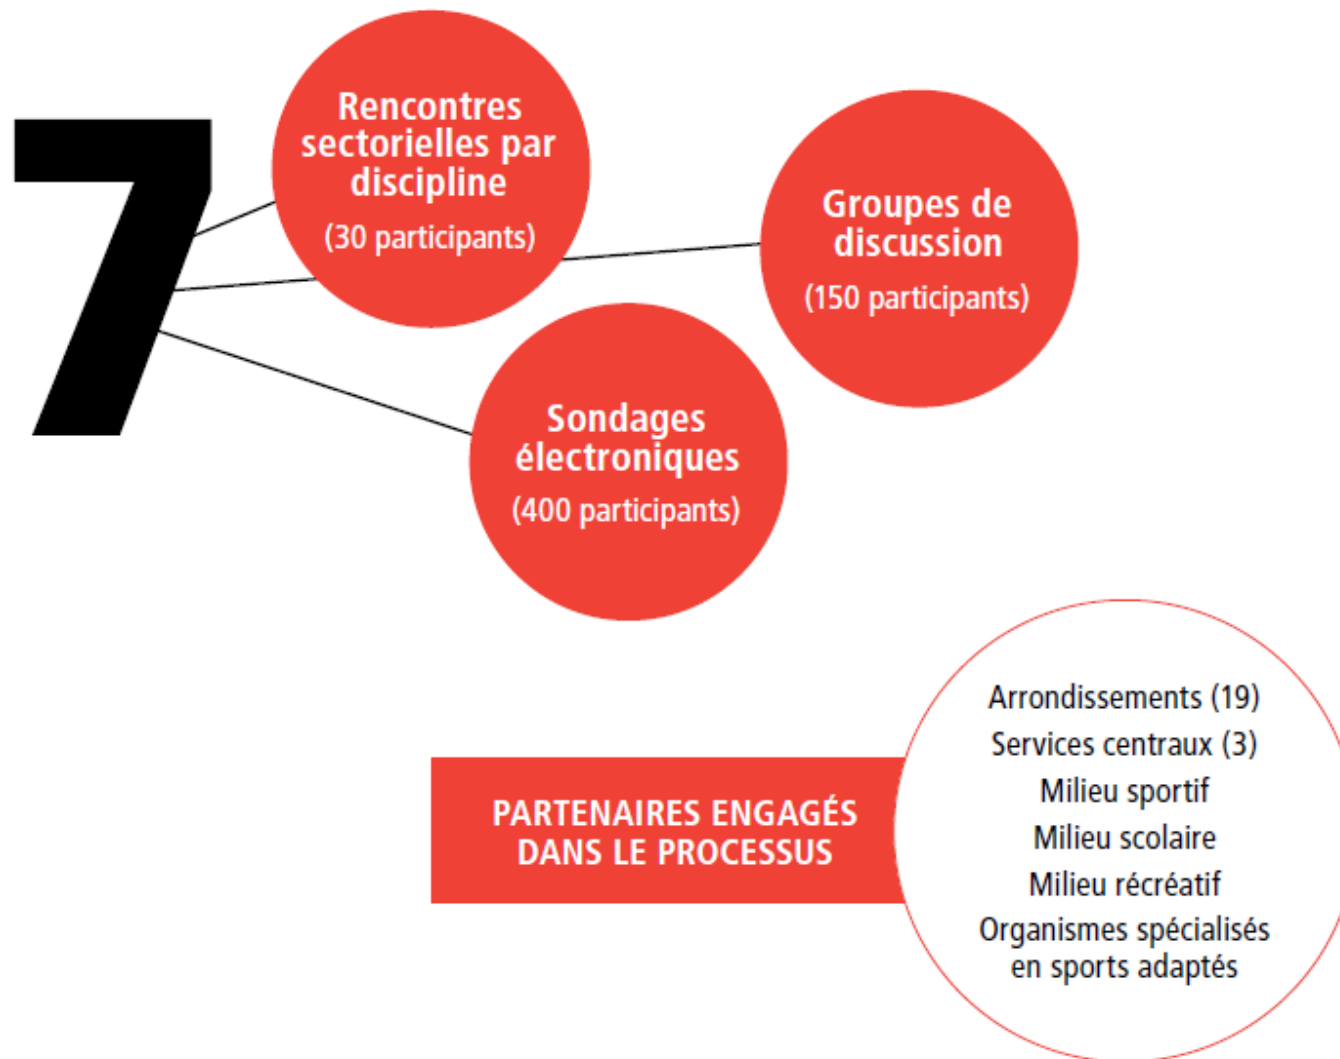 7
Rencontres
sectorielles par
discipline
(30 participants)
Groupes de
discussion
(150 participants)
Sondages
électroniques
(400 participants)
PARTENAIRES ENGAGÉS
DANS LE PROCESSUS
Arrondissements (19)
Services centraux (3)
Milieu sportif
Milieu scolaire
Milieu récréatif
Organismes spécialisés
en sports adaptés